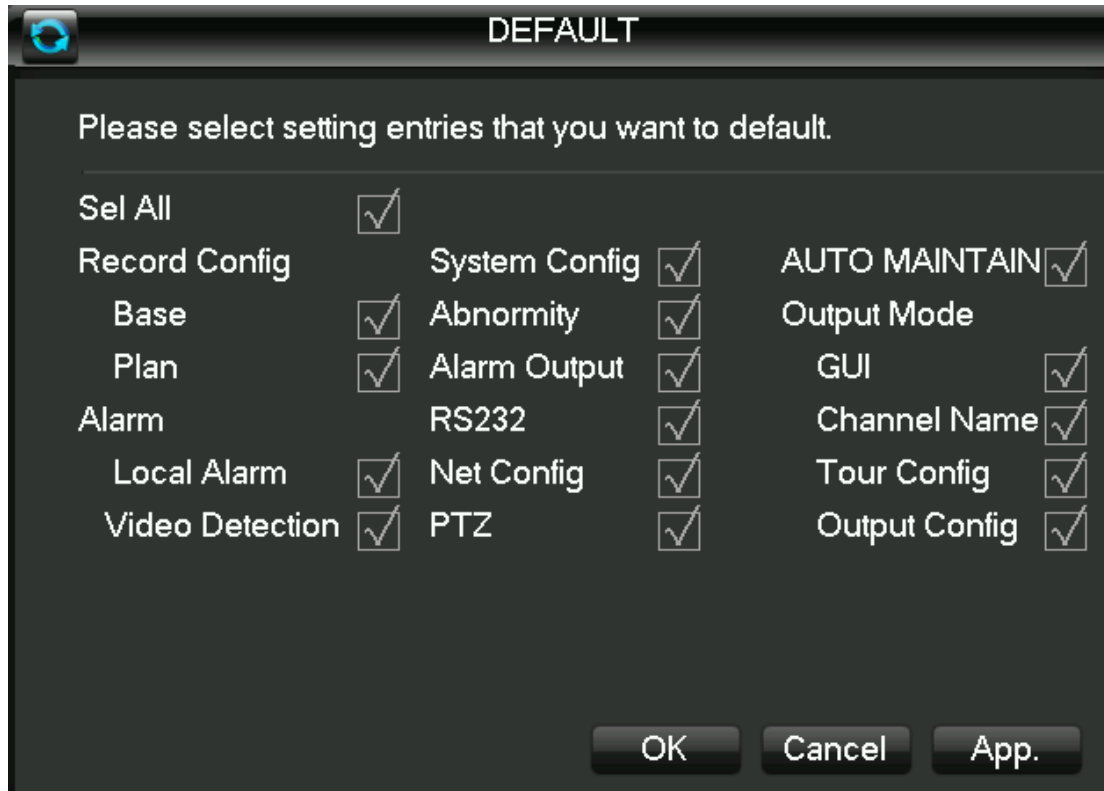 DEFAULT
Please select setting entries that you want to default.
Sel All
Record Config System Config AUTO MAINTAIN
Base Abnormity Output Mode
Plan Alarm Output GUI
Alarm RS232 Channel Name
Local Alarm Net Config Tour Config
Video Detection PTZ Output Config
OK Cancel App.